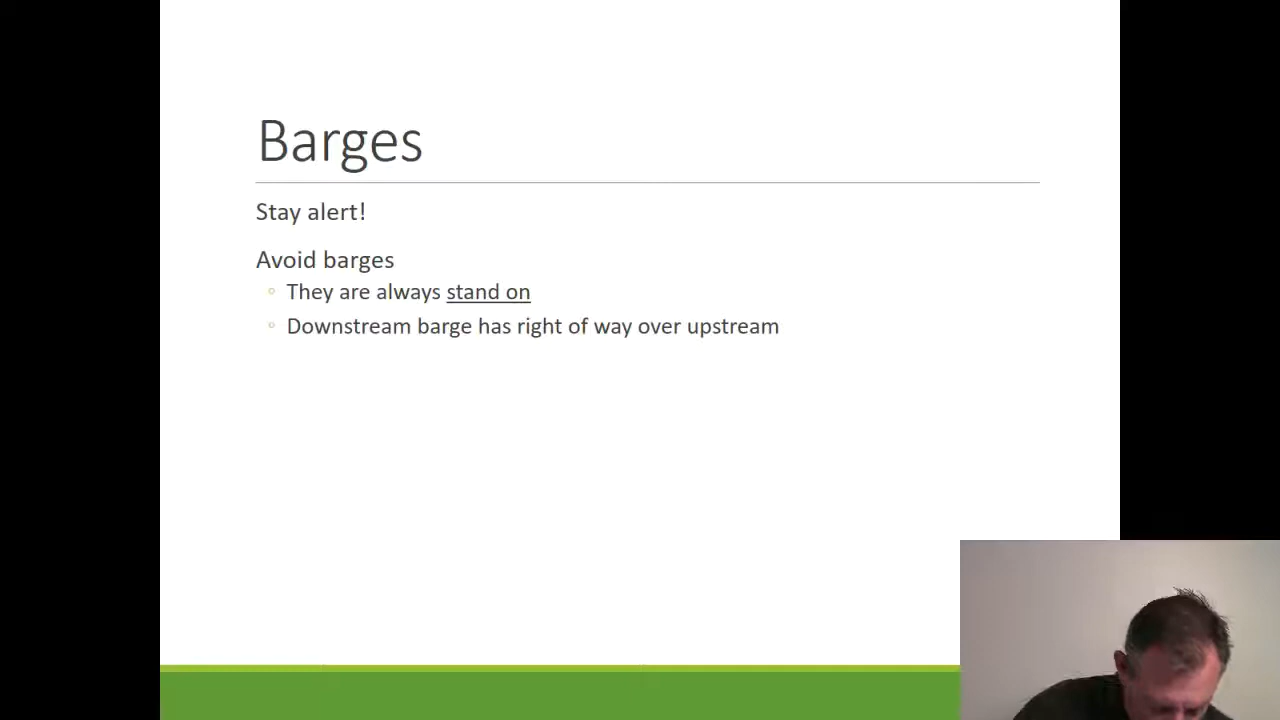 Barges
Stay alert!
Avoid barges
They are always stand on
Downstream barge has right of way over upstream